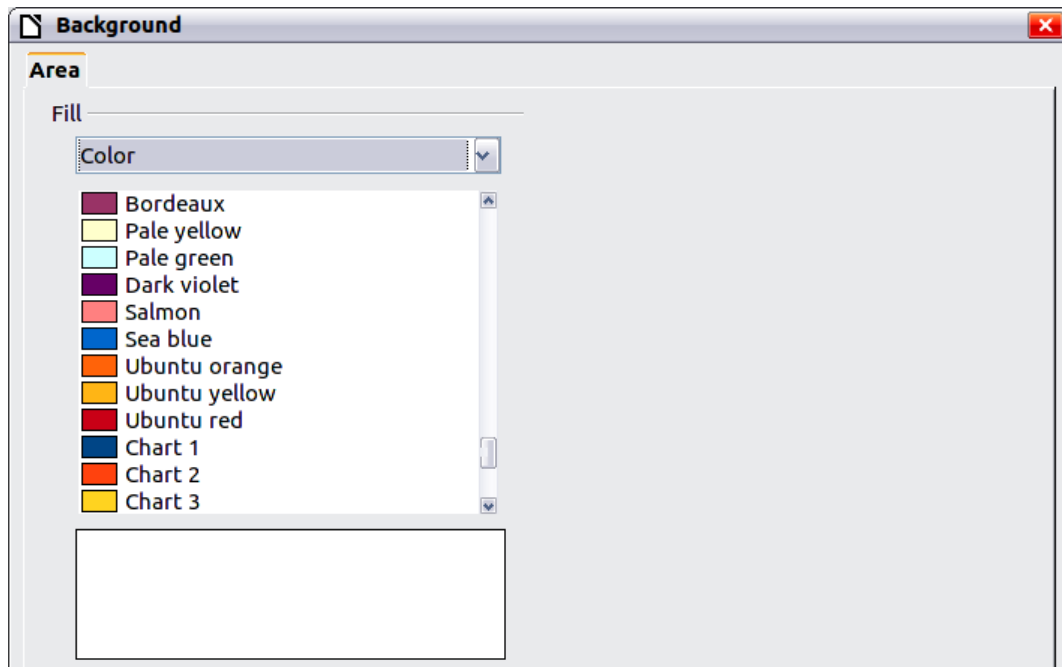 Background
Area
Fill
Color
Bordeaux
Pale yellow
Pale green
Dark violet
Salmon
Sea blue
Ubuntu orange
Ubuntu yellow
Ubuntu red
Chart 1
Chart 2
Chart 3